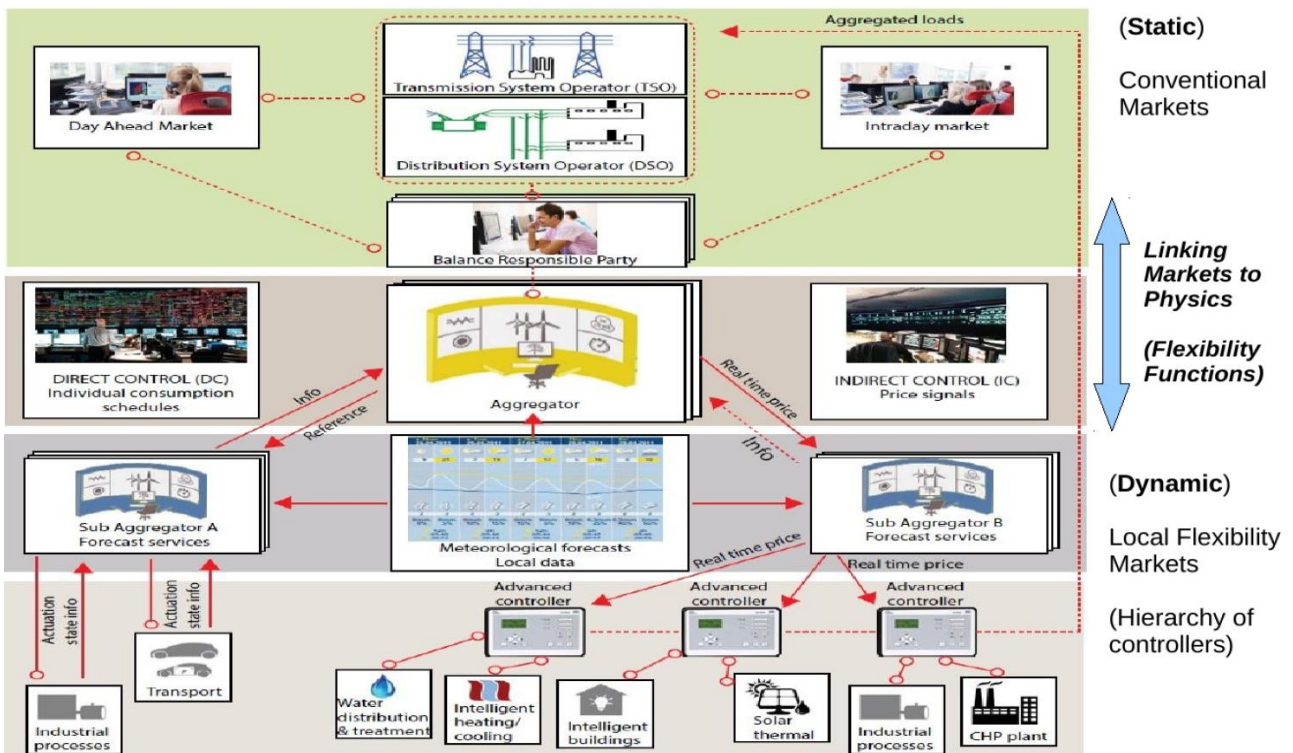 Aggregated loads
(Static)
Conventional
Markets
Transmission System Operator (TSO)
Day Ahead Market
Intraday market
Distribution System Operator (DSO)
Balance Responsible Party
Linking
Markets to
Physics
(Flexibility
Functions)
DIRECT CONTROL (DC)
Individual consumption
schedules
Info
Reference
Aggregator
Real time price
Info
INDIRECT CONTROL (IC)
Price signals
Sub Aggregator A
Forecast services
Meteorological forecasts
Local data
Sub Aggregator B
Forecast services
(Dynamic)
Local Flexibility
Markets
(Hierarchy of
controllers)
Real time price
Real time price
Actuation
state info
Actuation
state info
Advanced
controller
Advanced
controller
Advanced
controller
Transport
Industrial
processes
Water
distribution
& treatment
Intelligent
heating/
cooling
Intelligent
buildings
Solar
thermal
Industrial
processes
CHP plant